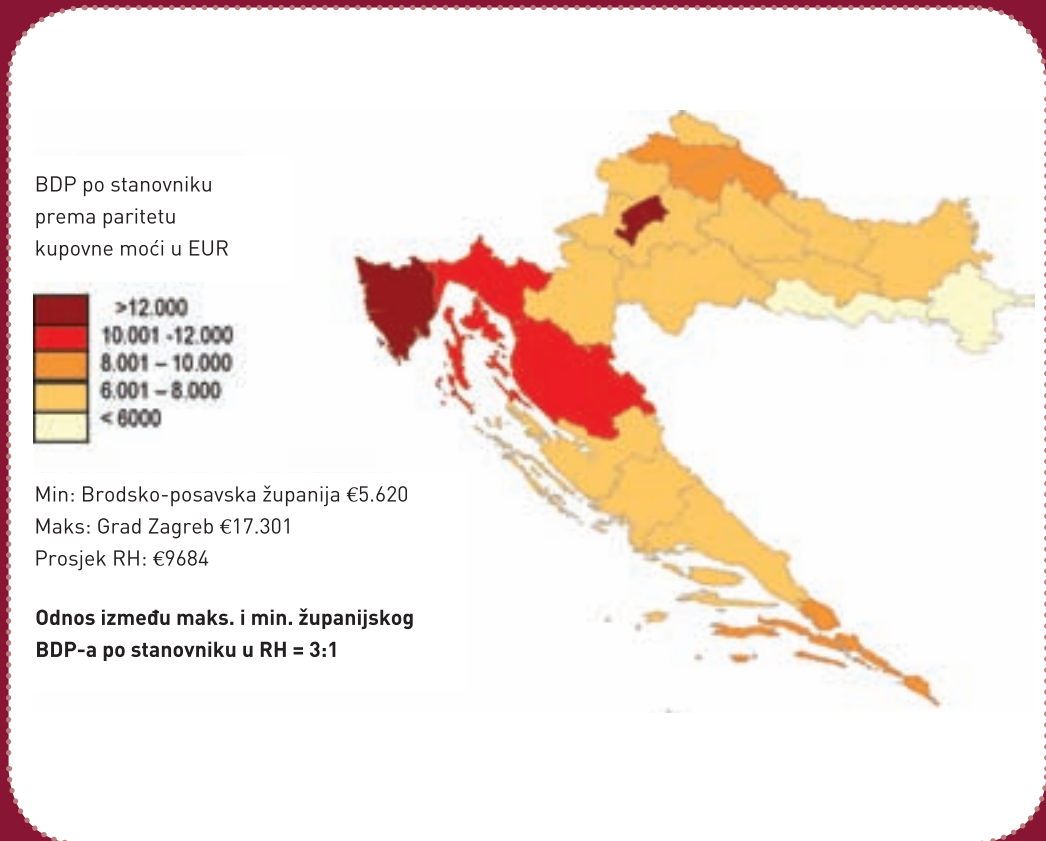 BDP po stanovniku
prema paritetu
kupovne moći u EUR
>12.000
10.001 -12.000
8.001 – 10.000
6.001 – 8.000
< 6000
Min: Brodsko-posavska županija €5.620
Maks: Grad Zagreb €17.301
Prosjek RH: €9684
Odnos između maks. i min. županijskog
BDP-a po stanovniku u RH = 3:1